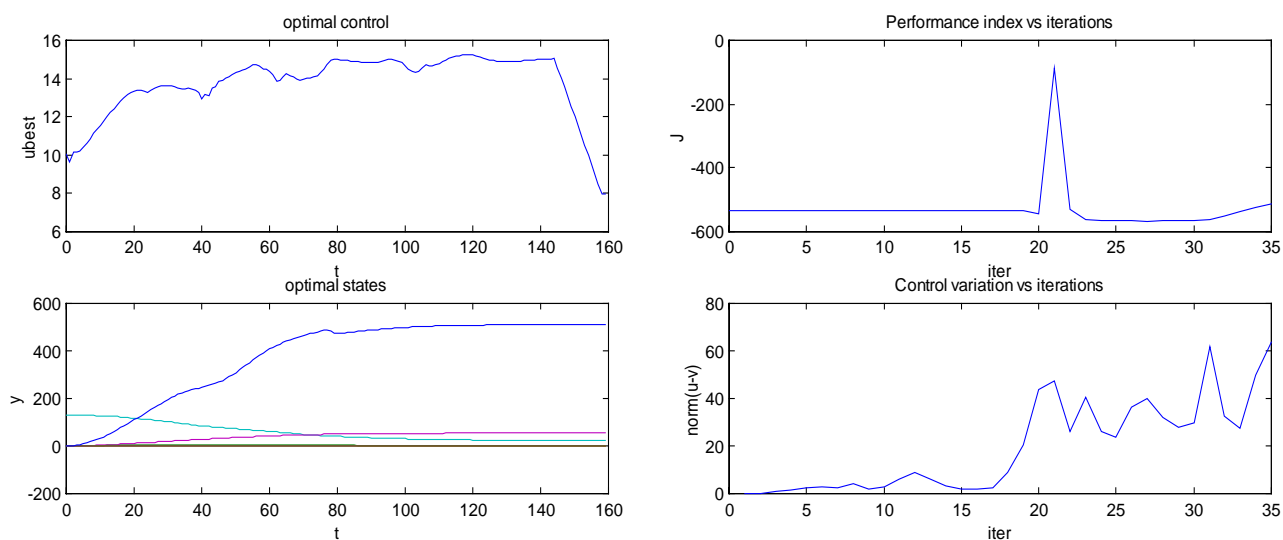 optimal control
16
14
12
10
8
6
ubest
0 20 40 60 80 100 120 140 160
t
Performance index vs iterations
0
-200
-400
-600
J
0 5 10 15 20 25 30 35
iter
optimal states
600
400
200
0
-200
y
0 20 40 60 80 100 120 140 160
t
Control variation vs iterations
80
60
40
20
0
norm(u-v)
0 5 10 15 20 25 30 35
iter